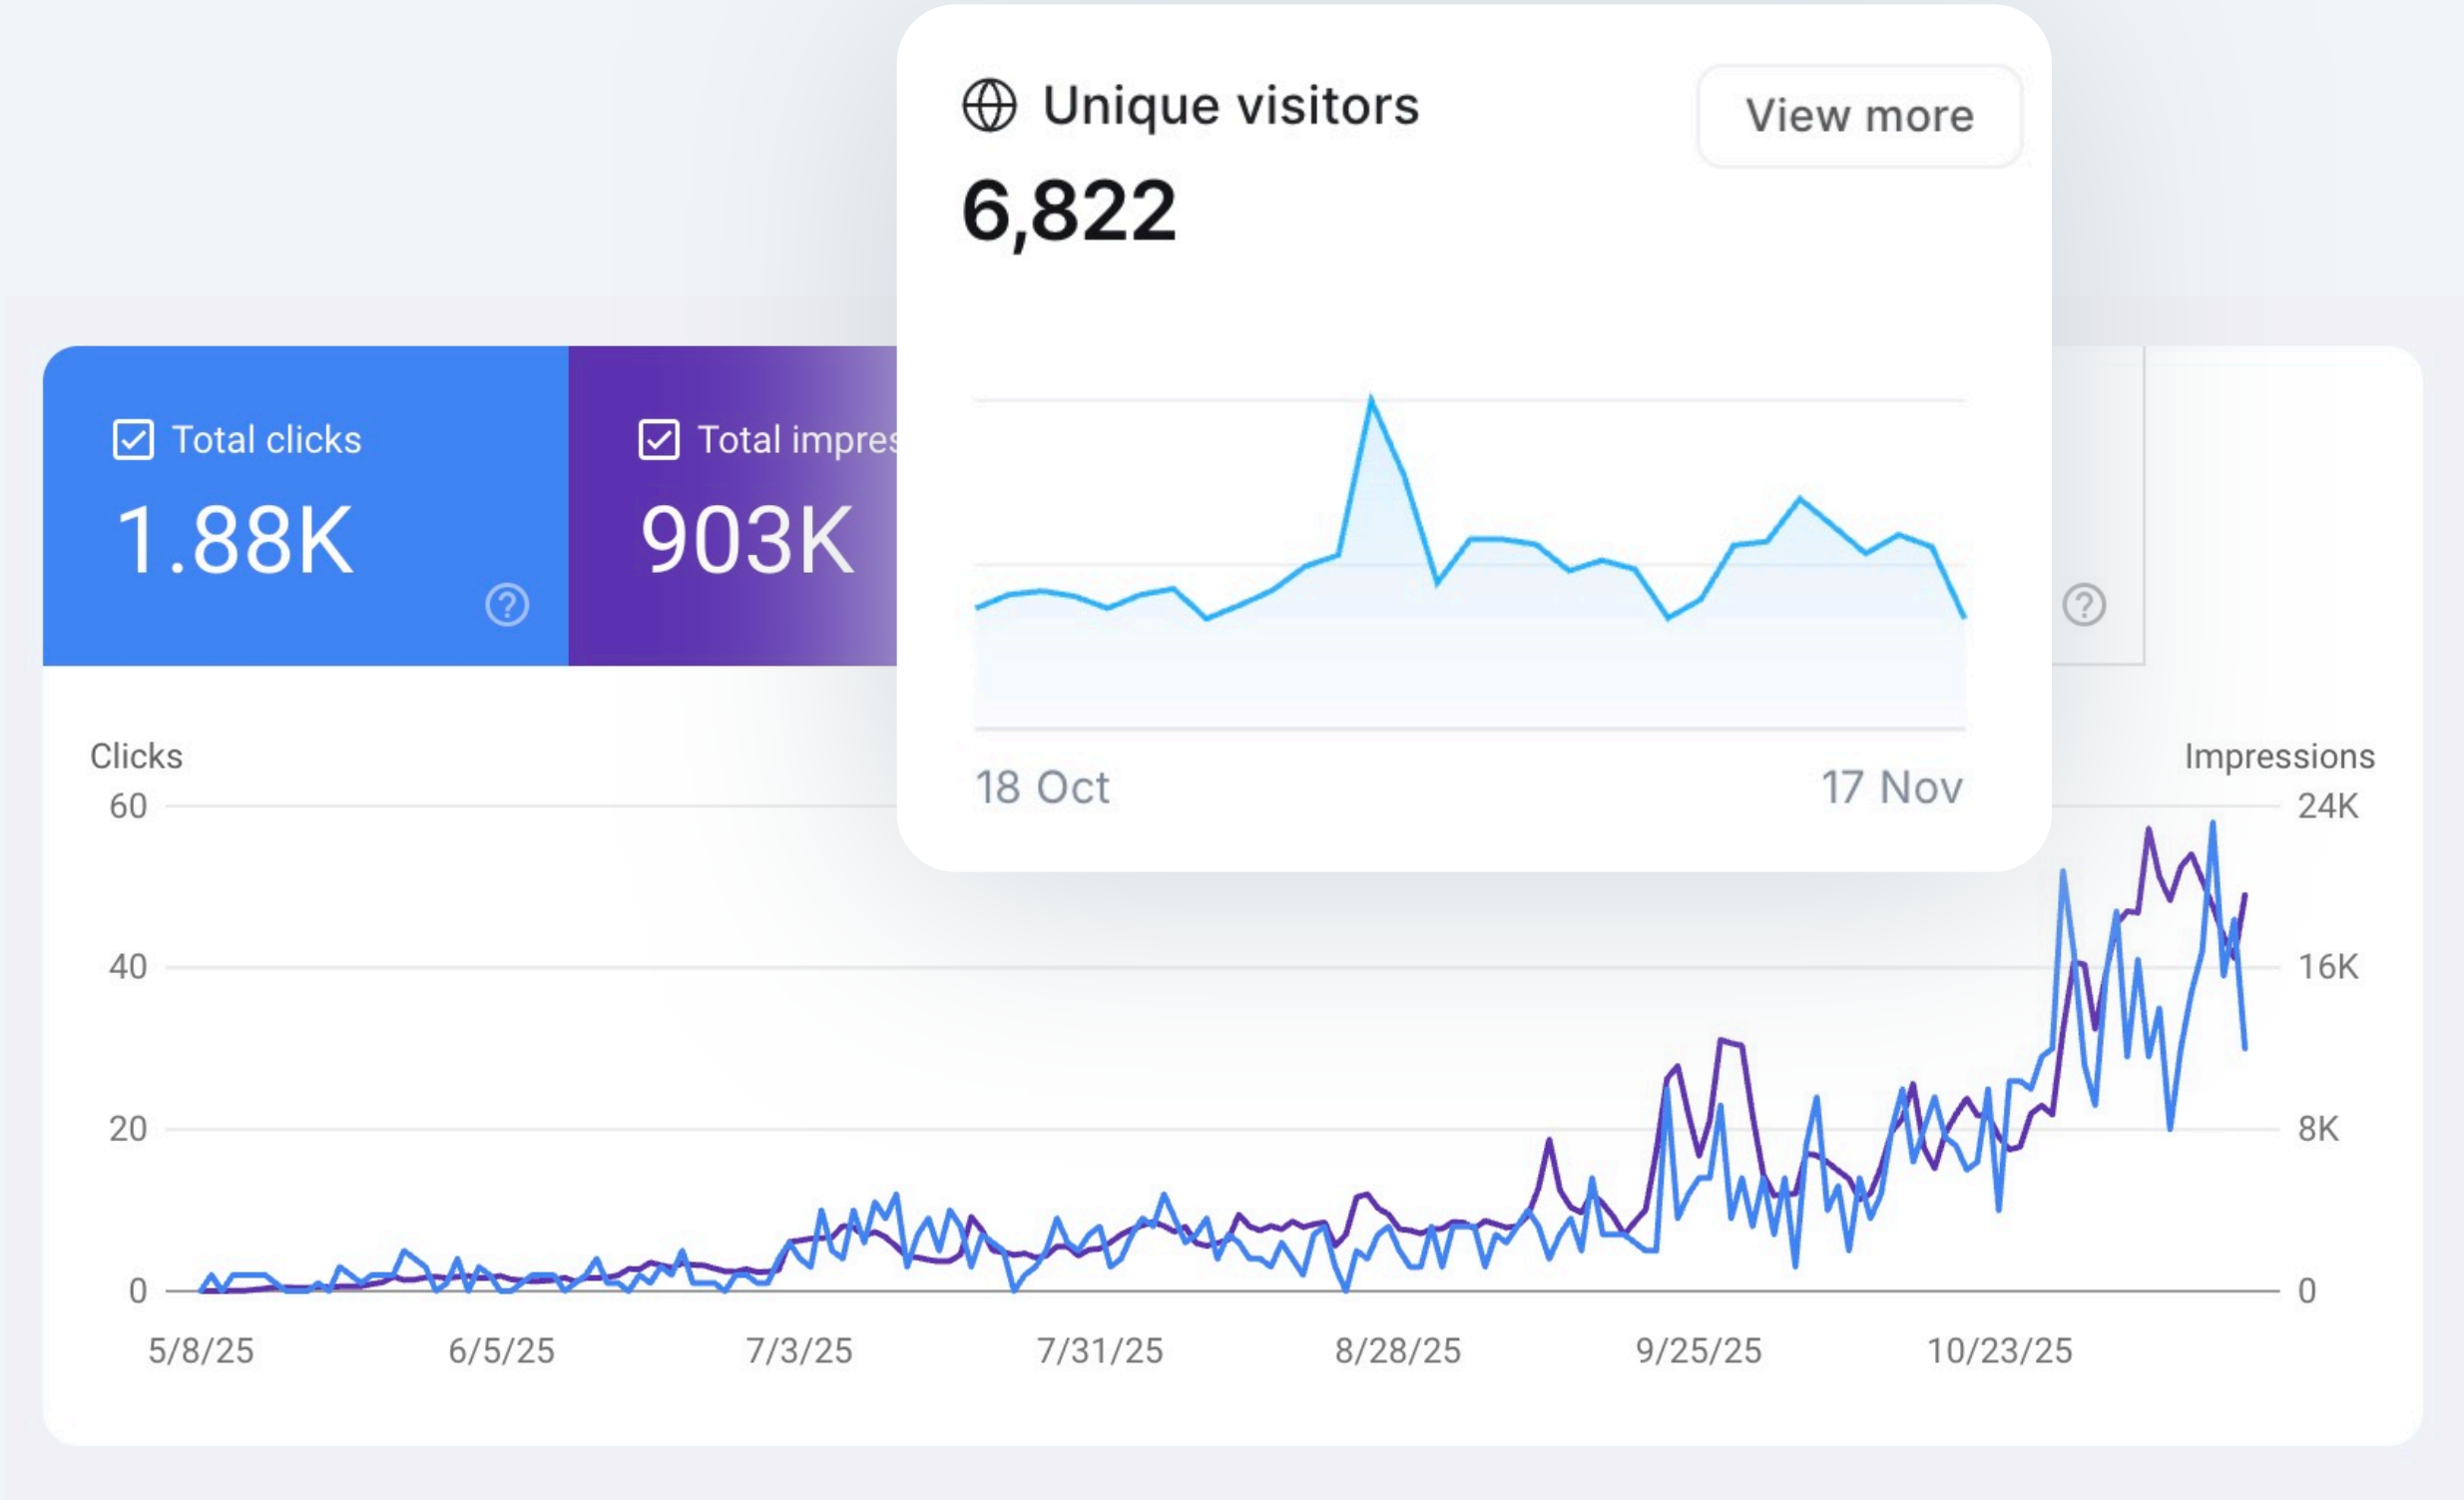 Unique visitors
View more
6,822
18 Oct
17 Nov
Total clicks
1.88K
Total impres
903K
Clicks
Impressions
60
24K
40
16K
20
8K
0
0
5/8/25
6/5/25
7/3/25
7/31/25
8/28/25
9/25/25
10/23/25